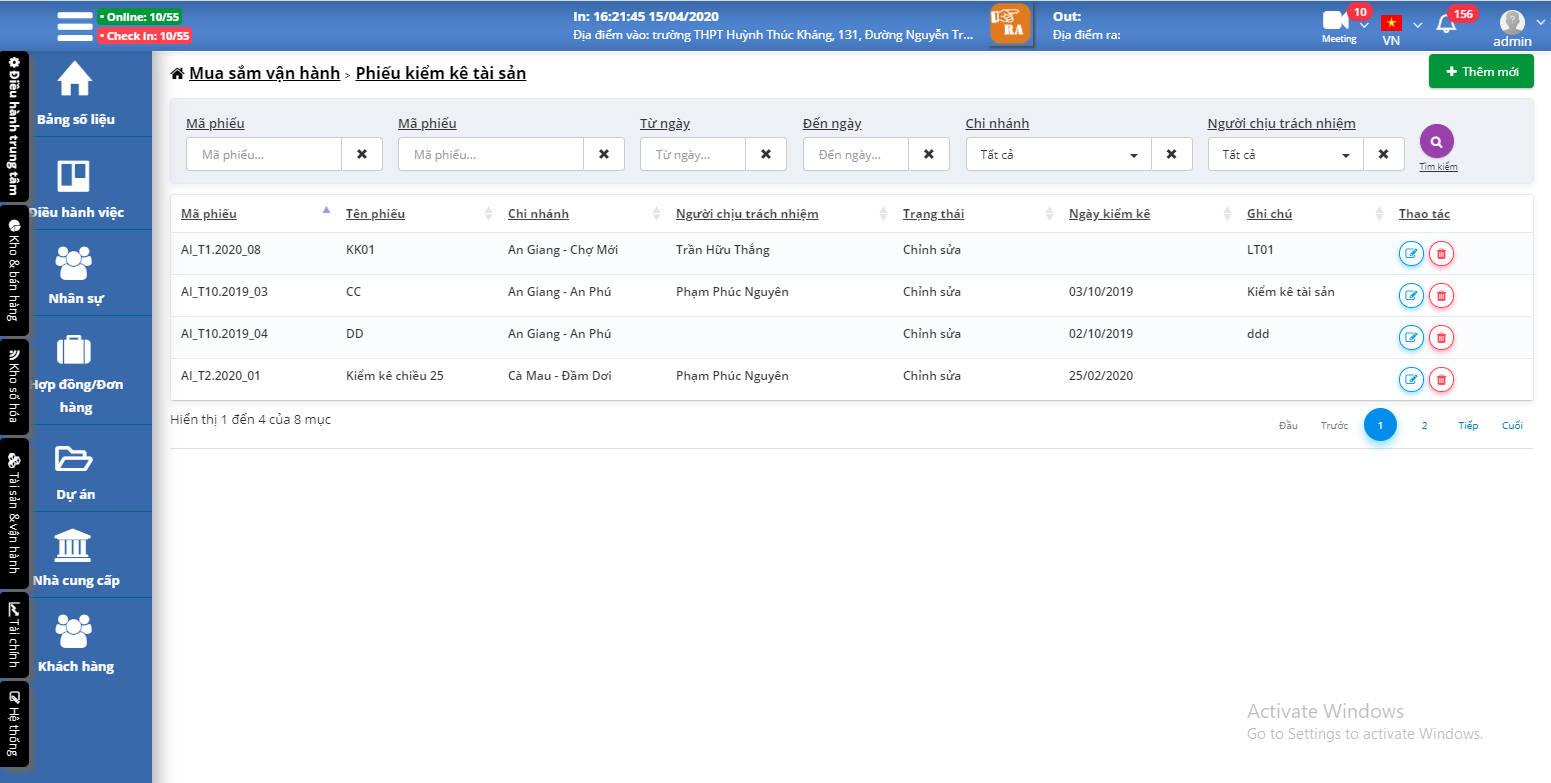 • Online: 10/55
• Check In: 10/55
In: 16:21:45 15/04/2020
Địa điểm vào: trường THPT Huỳnh Thúc Kháng, 131, Đường Nguyễn Tr...
RA
Out:
Địa điểm ra:
10
Meeting
VN
156
admin
Điều hành trung tâm
Kho & bán hàng
Kho số hóa
Tài sản & vận hành
Tài chính
Hệ thống
Bảng số liệu
Điều hành việc
Nhân sự
Hợp đồng/Đơn
hàng
Dự án
Nhà cung cấp
Khách hàng
Mua sắm vận hành > Phiếu kiểm kê tài sản
Thêm mới
Mã phiếu Mã phiếu Từ ngày Đến ngày Chi nhánh Người chịu trách nhiệm
Mã phiếu... Mã phiếu... Từ ngày... Đến ngày... Tất cả Tất cả
Tìm kiếm
Mã phiếu Tên phiếu Chi nhánh Người chịu trách nhiệm Trạng thái Ngày kiểm kê Ghi chú Thao tác
AI_T1.2020_08 KK01 An Giang - Chợ Mới Trần Hữu Thắng Chỉnh sửa LT01
AI_T10.2019_03 CC An Giang - An Phú Phạm Phúc Nguyên Chỉnh sửa 03/10/2019 Kiểm kê tài sản
AI_T10.2019_04 DD An Giang - An Phú Chỉnh sửa 02/10/2019 ddd
AI_T2.2020_01 Kiểm kê chiều 25 Cà Mau - Đầm Dơi Phạm Phúc Nguyên Chỉnh sửa 25/02/2020
Hiển thị 1 đến 4 của 8 mục
Đầu Trước 1 2 Tiếp Cuối
Activate Windows
Go to Settings to activate Windows.